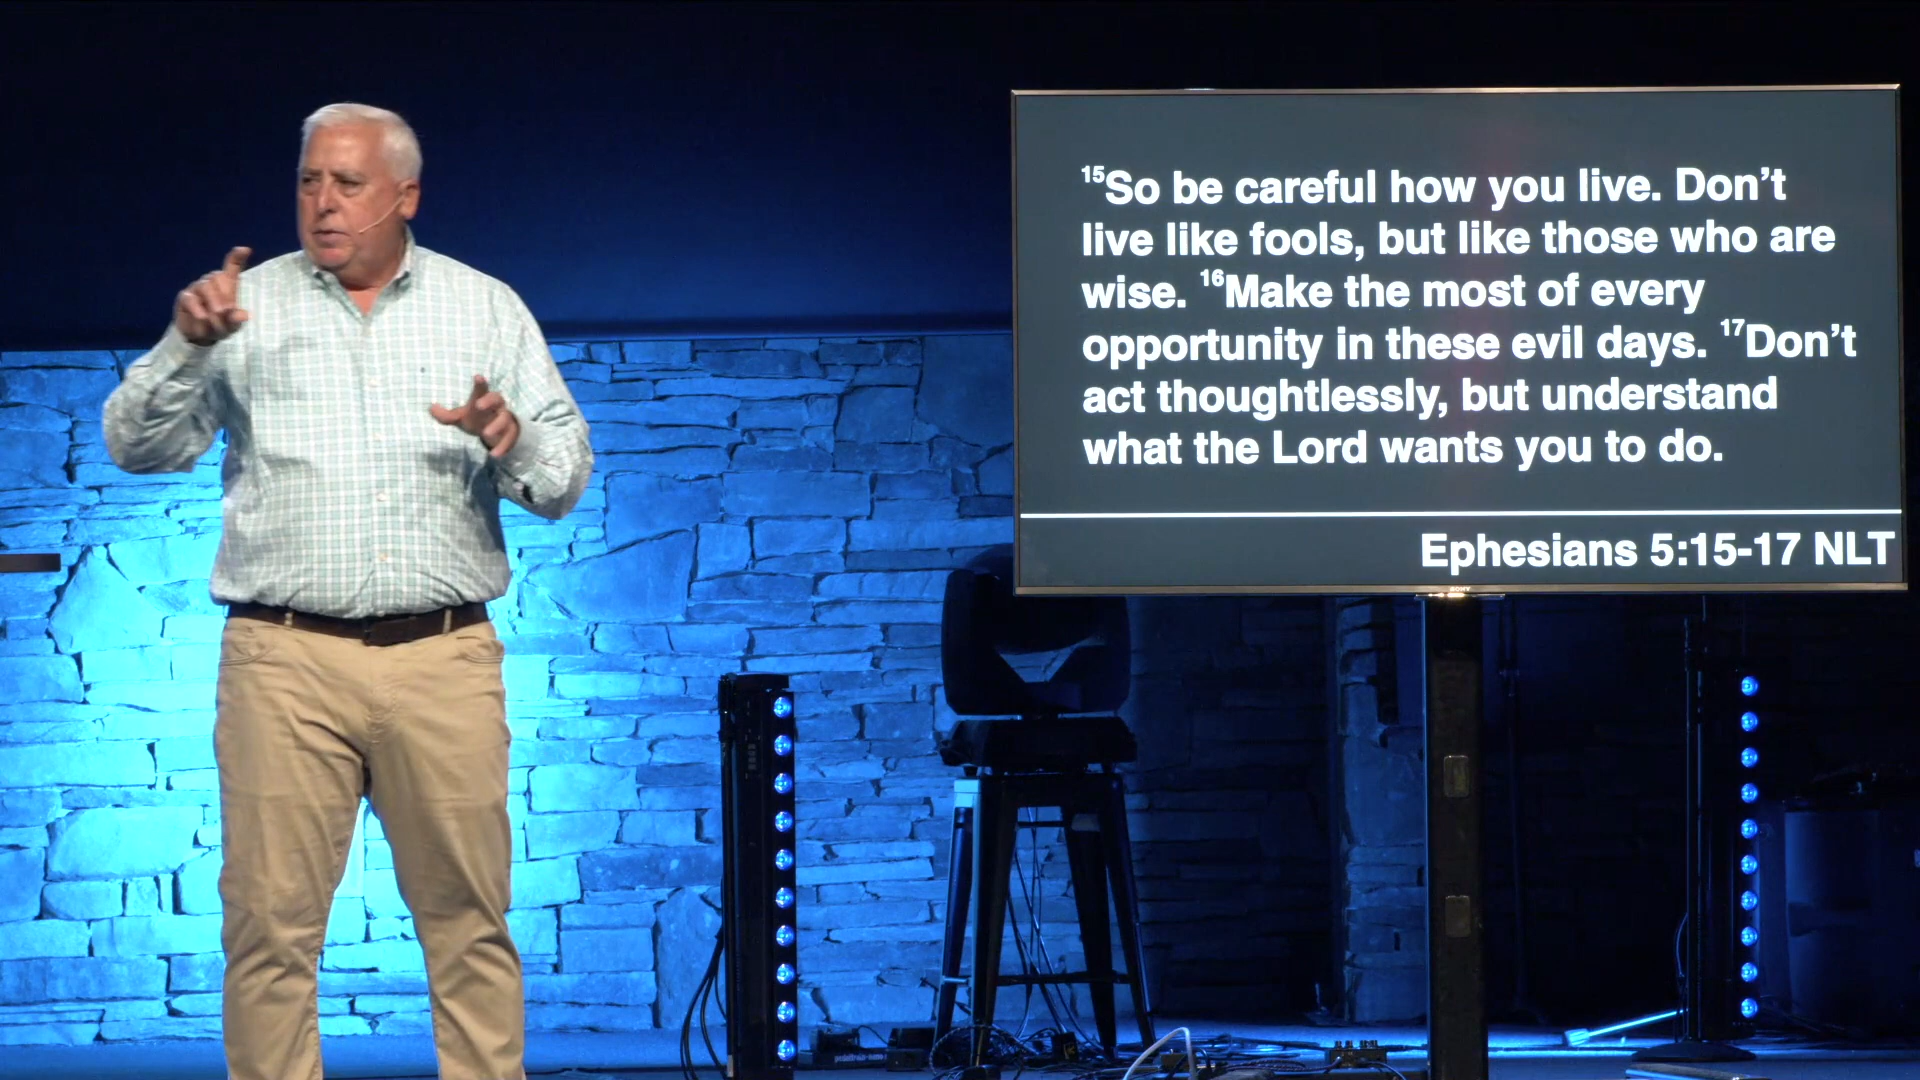 ¹⁵So be careful how you live. Don’t
live like fools, but like those who are
wise. ¹⁶Make the most of every
opportunity in these evil days. ¹⁷Don’t
act thoughtlessly, but understand
what the Lord wants you to do.
Ephesians 5:15-17 NLT
SONY